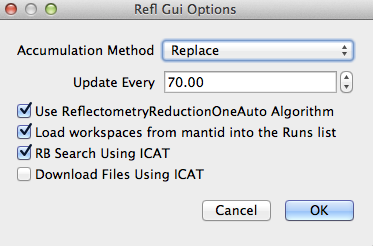 Refl Gui Options
Accumulation Method Replace
Update Every 70.00
Use ReflectometryReductionOneAuto Algorithm
Load workspaces from mantid into the Runs list
RB Search Using ICAT
Download Files Using ICAT
Cancel OK